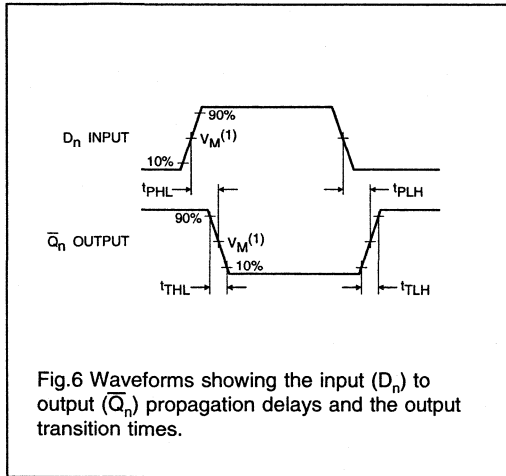 90%
Dn INPUT
VM(1)
10%
tPHL
tPLH
90%
Q̅n OUTPUT
VM(1)
10%
tTHL
tTLH
Fig.6 Waveforms showing the input (Dn) to
output (Q̅n) propagation delays and the output
transition times.